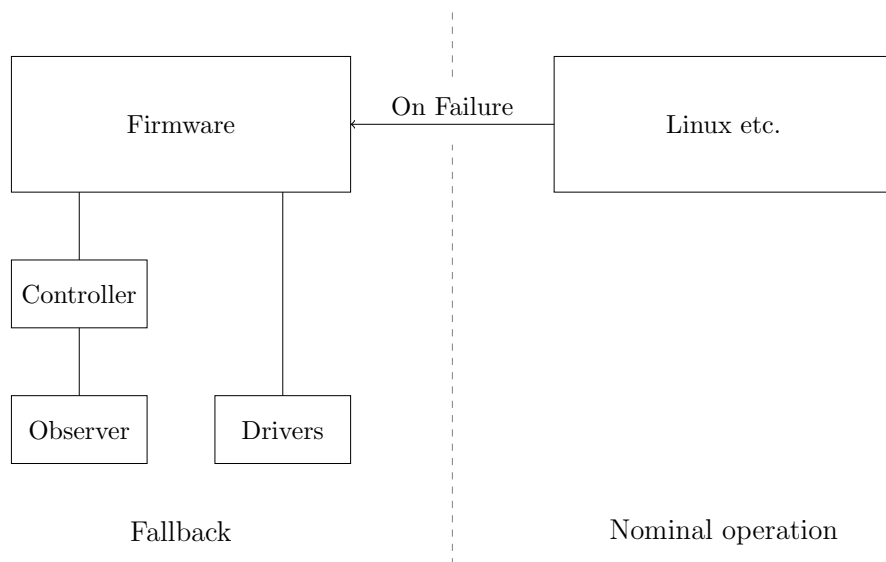 On Failure
Firmware
Linux etc.
Controller
Observer
Drivers
Fallback
Nominal operation